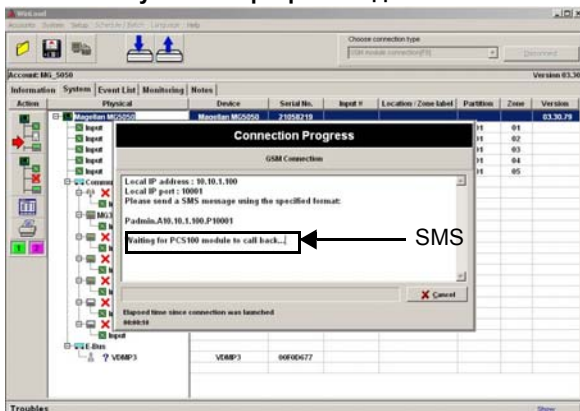 WinLoad
Accounts System Setup Schedule / Batch Language Help
Choose connection type
GSM module connection(F8)
Disconnect
Account: MG_5050
Version 03.30
Information System Event List Monitoring Notes
Action Physical Device Serial No. Input # Location / Zone label Partition Zone Version
Magellan MG5050 Magellan MG5050 21058219 03.30.79
Input 01
Input 02
Input 03
Input 04
Input 05
Connection Progress
GSM Connection
Local IP address : 10.10.1.100
Local IP port : 10001
Please send a SMS message using the specified format:
Padmin.A10.10.1.100.P10001
Waiting for PCS100 module to call back...
SMS
Cancel
Elapsed time since connection was launched
00:00:10
Input
E-Bus
? VDMP3 VDMP3 00F0D677
Troubles
Show
1 2